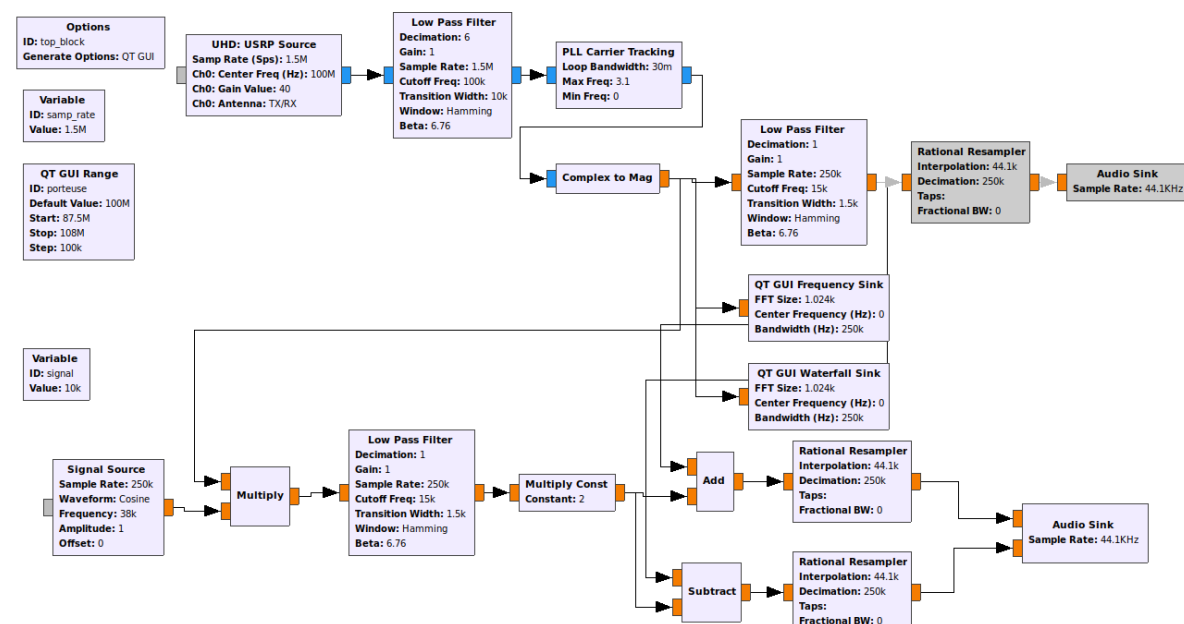 Options
ID: top_block
Generate Options: QT GUI
Variable
ID: samp_rate
Value: 1.5M
QT GUI Range
ID: porteuse
Default Value: 100M
Start: 87.5M
Stop: 108M
Step: 100k
Variable
ID: signal
Value: 10k
UHD: USRP Source
Samp Rate (Sps): 1.5M
Ch0: Center Freq (Hz): 100M
Ch0: Gain Value: 40
Ch0: Antenna: TX/RX
Low Pass Filter
Decimation: 6
Gain: 1
Sample Rate: 1.5M
Cutoff Freq: 100k
Transition Width: 10k
Window: Hamming
Beta: 6.76
PLL Carrier Tracking
Loop Bandwidth: 30m
Max Freq: 3.1
Min Freq: 0
Complex to Mag
Low Pass Filter
Decimation: 1
Gain: 1
Sample Rate: 250k
Cutoff Freq: 15k
Transition Width: 1.5k
Window: Hamming
Beta: 6.76
Rational Resampler
Interpolation: 44.1k
Decimation: 250k
Taps:
Fractional BW: 0
Audio Sink
Sample Rate: 44.1KHz
QT GUI Frequency Sink
FFT Size: 1.024k
Center Frequency (Hz): 0
Bandwidth (Hz): 250k
QT GUI Waterfall Sink
FFT Size: 1.024k
Center Frequency (Hz): 0
Bandwidth (Hz): 250k
Signal Source
Sample Rate: 250k
Waveform: Cosine
Frequency: 38k
Amplitude: 1
Offset: 0
Multiply
Low Pass Filter
Decimation: 1
Gain: 1
Sample Rate: 250k
Cutoff Freq: 15k
Transition Width: 1.5k
Window: Hamming
Beta: 6.76
Multiply Const
Constant: 2
Add
Rational Resampler
Interpolation: 44.1k
Decimation: 250k
Taps:
Fractional BW: 0
Subtract
Rational Resampler
Interpolation: 44.1k
Decimation: 250k
Taps:
Fractional BW: 0
Audio Sink
Sample Rate: 44.1KHz